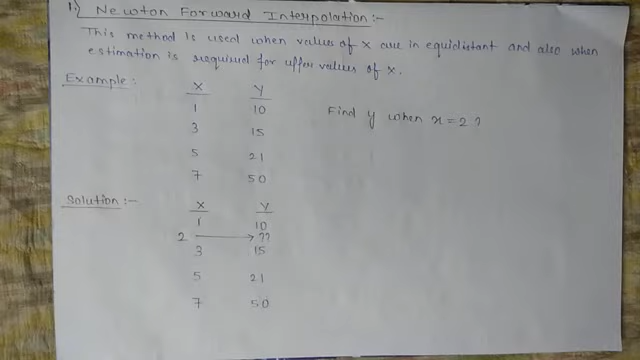 1.) Newton Forward Interpolation:-
This method is used when values of x are in equidistant and also when
estimation is required for upper values of x.
Example:
X Y
1 10
Find y when x=2?
3 15
5 21
7 50
Solution:-
X Y
1 10
2 → ??
3 15
5 21
7 50